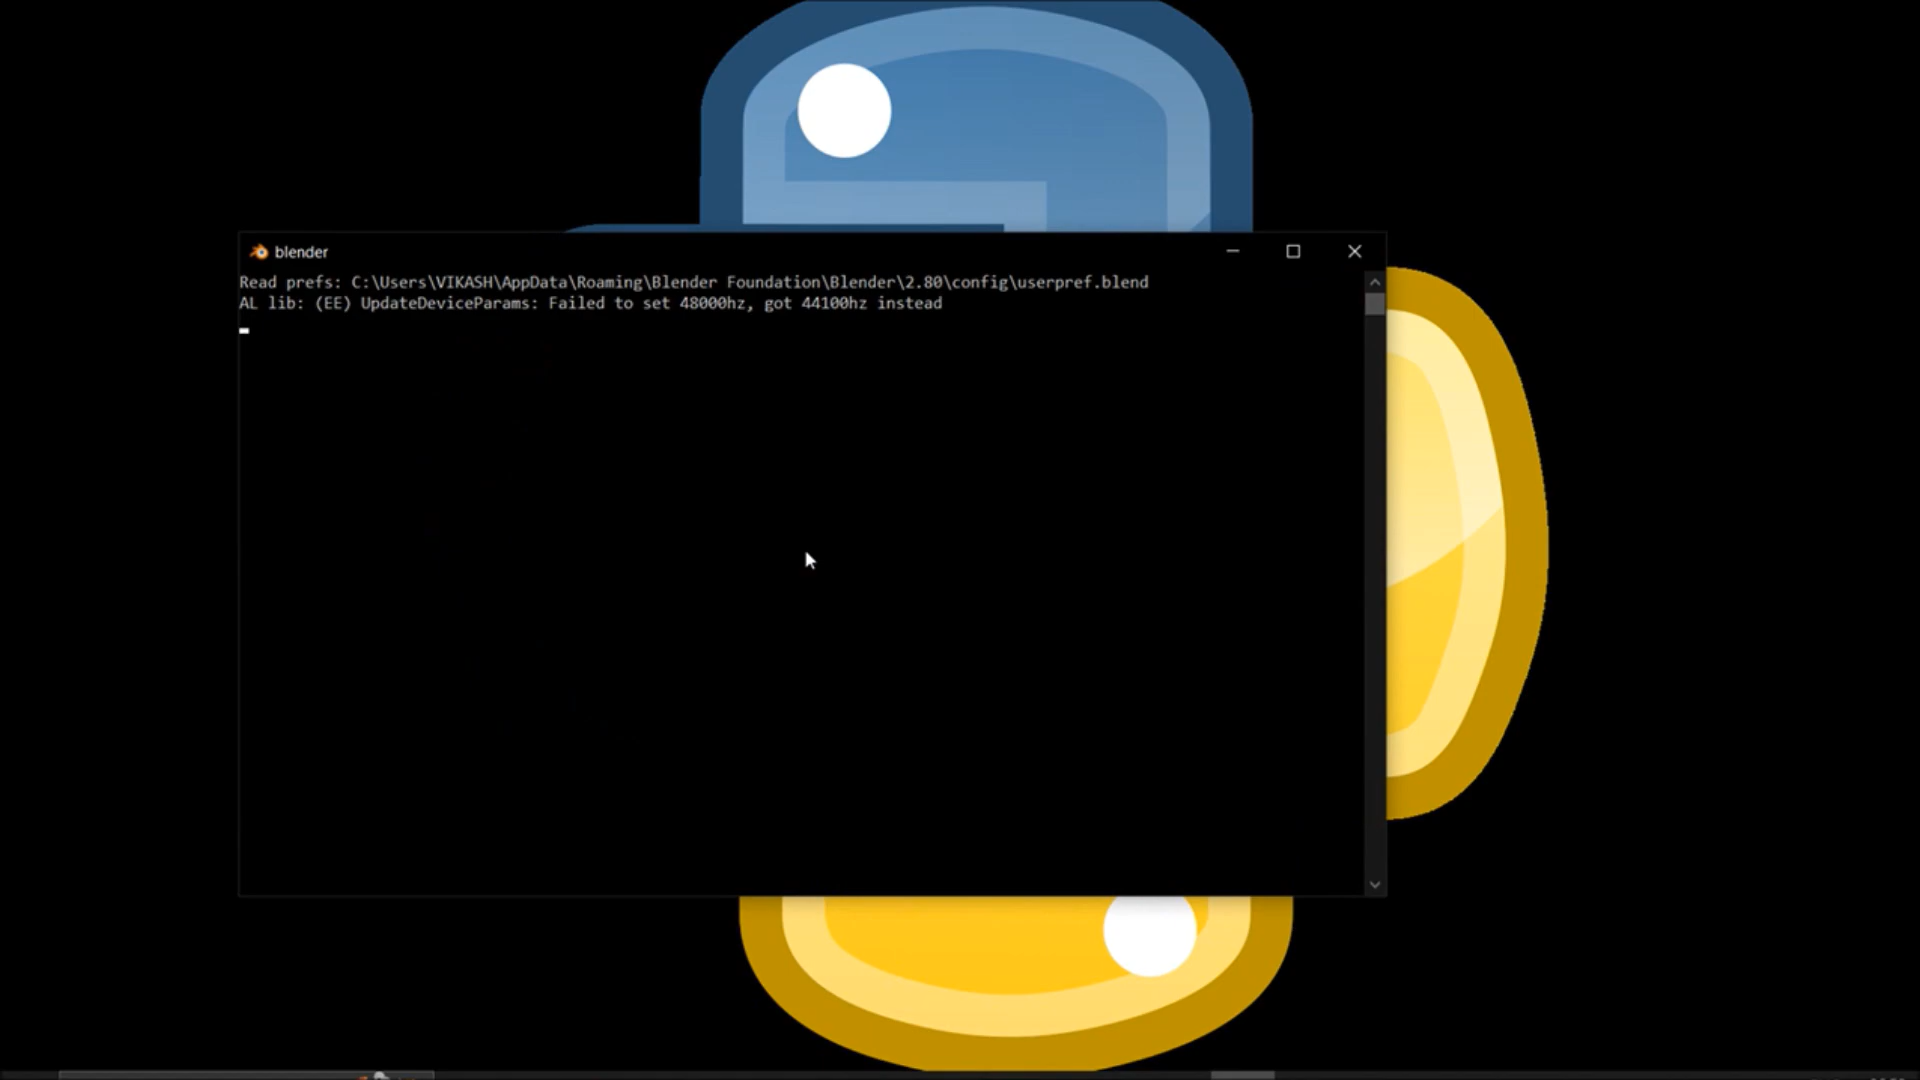 blender
Read prefs: C:\Users\VIKASH\AppData\Roaming\Blender Foundation\Blender\2.80\config\userpref.blend
AL lib: (EE) UpdateDeviceParams: Failed to set 48000hz, got 44100hz instead